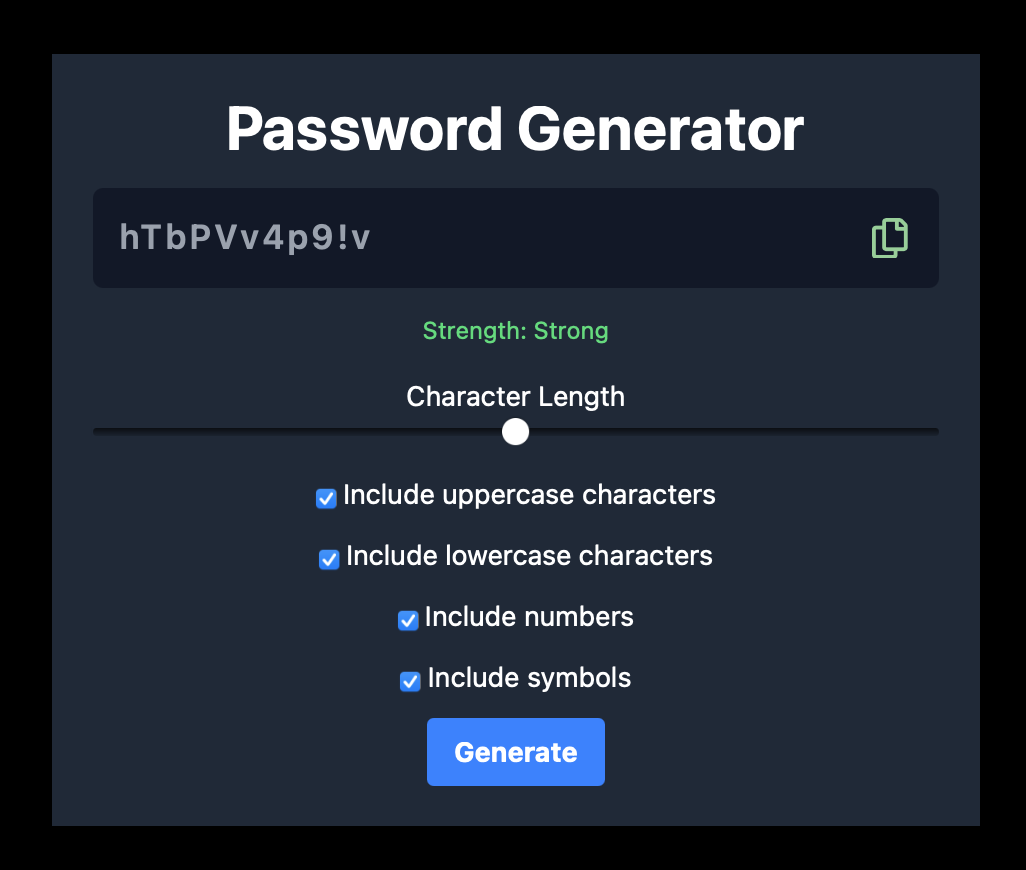 Password Generator
hTbPVv4p9!v
Strength: Strong
Character Length
Include uppercase characters
Include lowercase characters
Include numbers
Include symbols
Generate